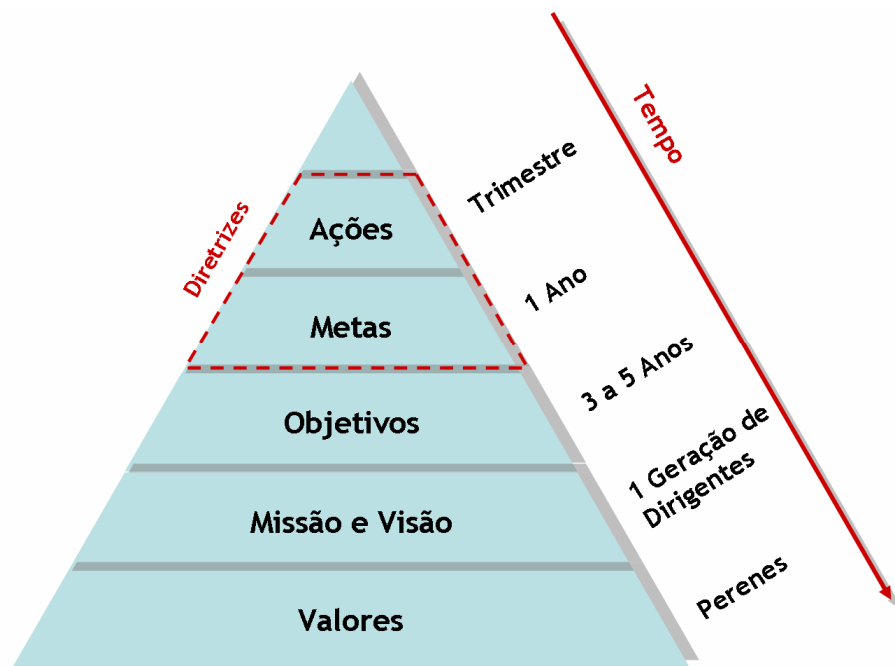 Tempo
Trimestre
Diretrizes
Ações
1 Ano
Metas
3 a 5 Anos
Objetivos
1 Geração de
Dirigentes
Missão e Visão
Perenes
Valores